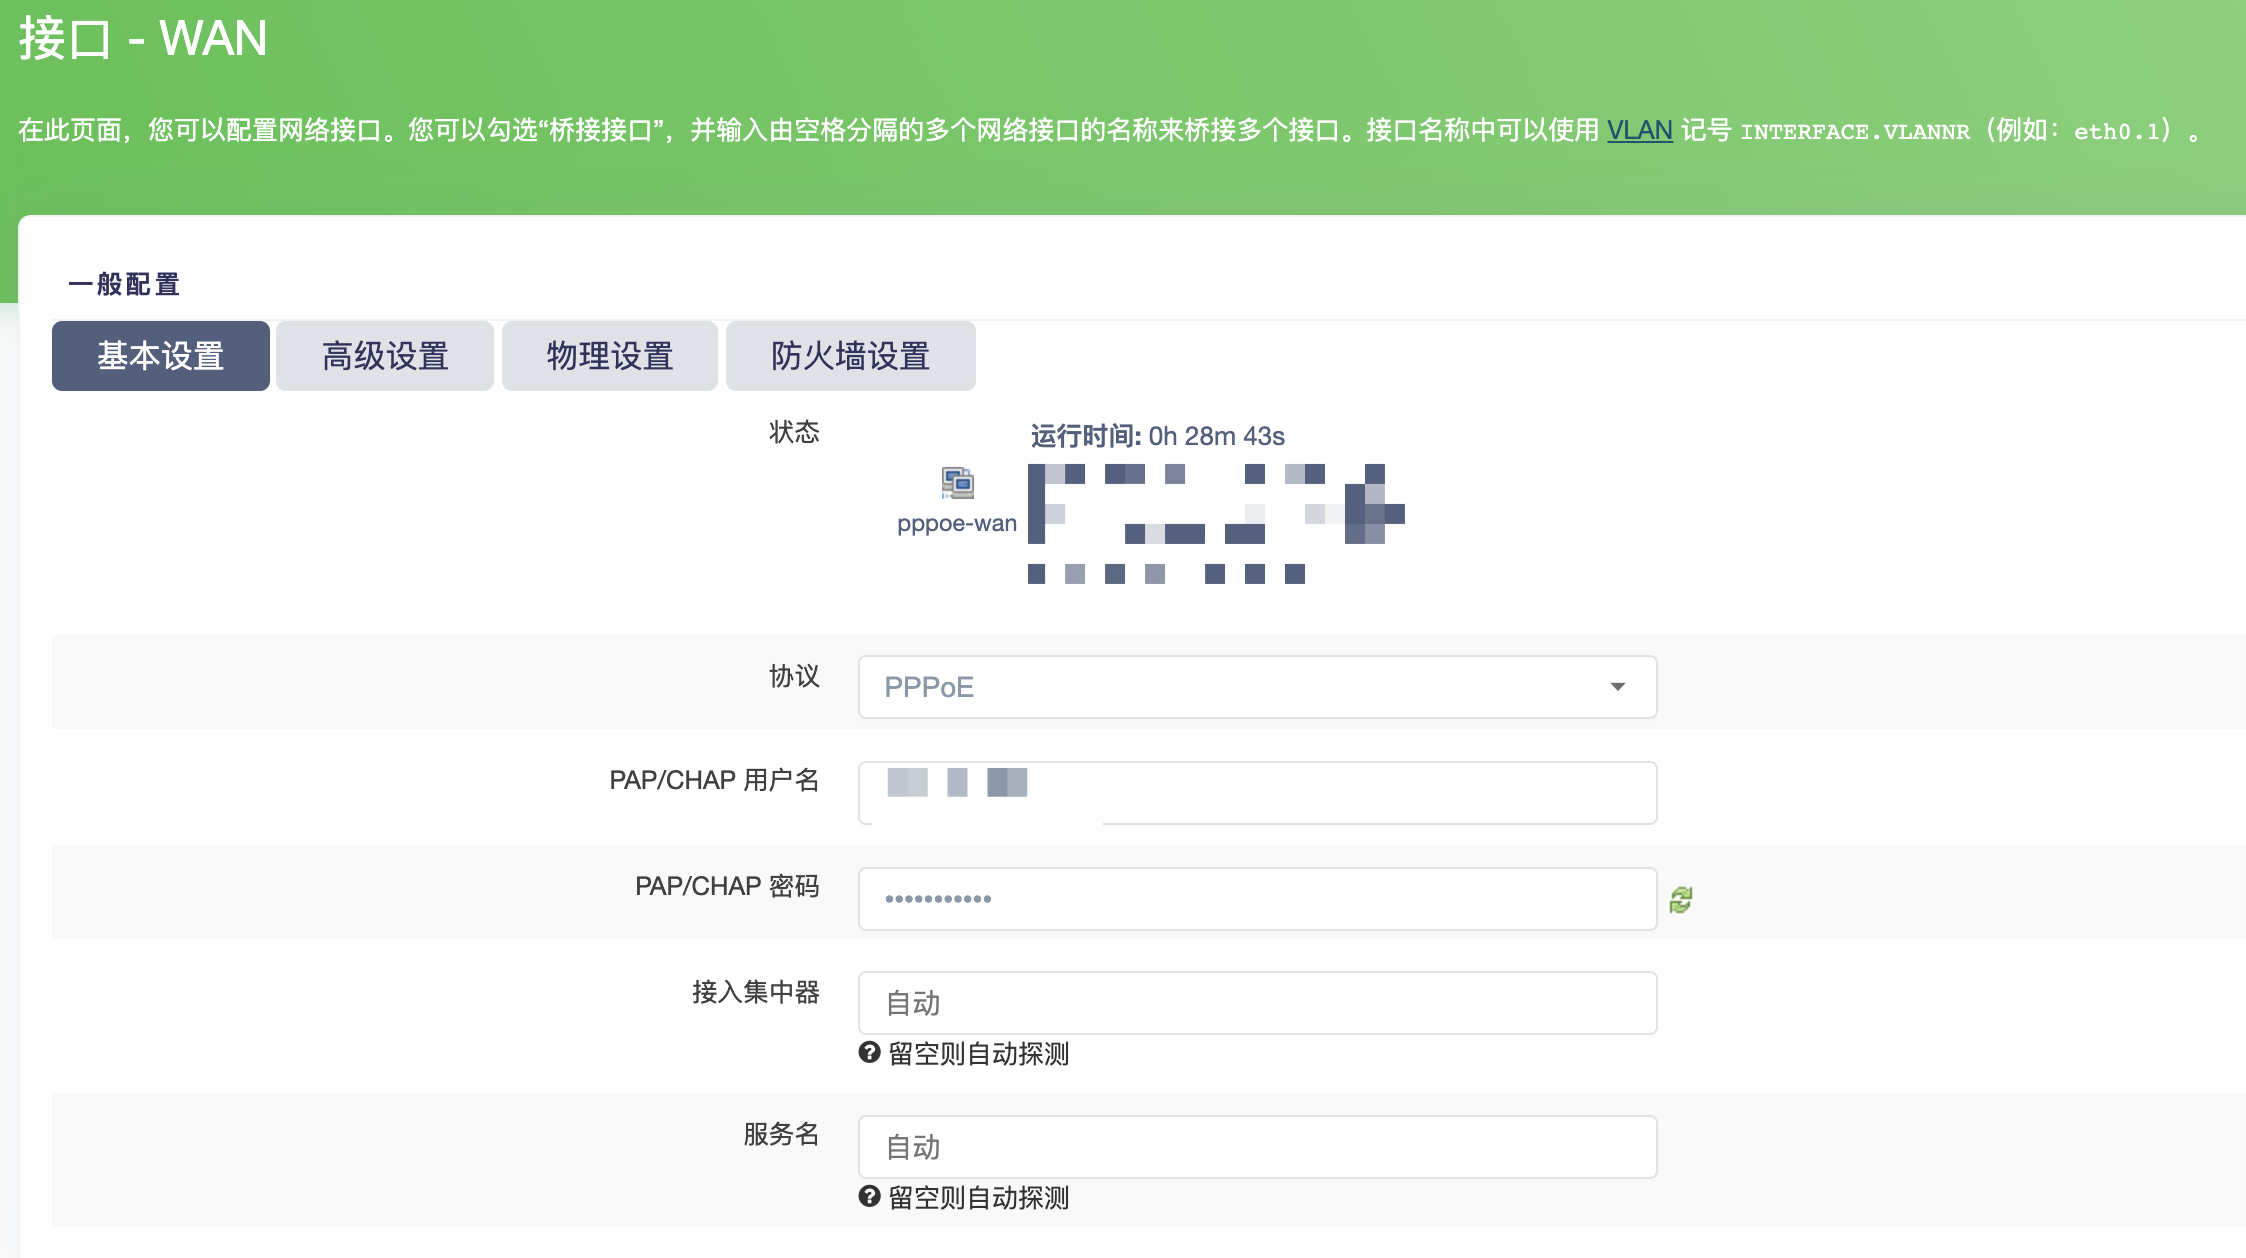 接口 - WAN
在此页面，您可以配置网络接口。您可以勾选“桥接接口”，并输入由空格分隔的多个网络接口的名称来桥接多个接口。接口名称中可以使用 VLAN 记号 INTERFACE.VLANNR（例如：eth0.1）。
一般配置
基本设置 高级设置 物理设置 防火墙设置
状态
运行时间: 0h 28m 43s
pppoe-wan
协议 PPPoE
PAP/CHAP 用户名
PAP/CHAP 密码 •••••••••••
接入集中器 自动
留空则自动探测
服务名 自动
留空则自动探测